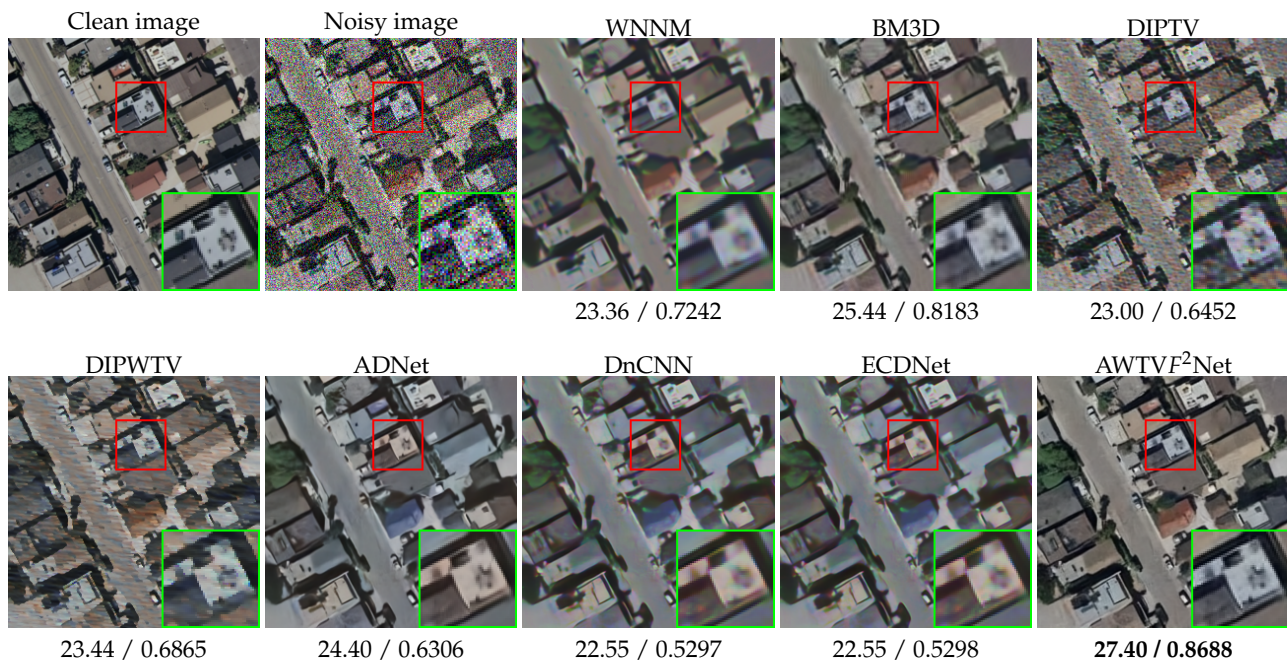 Clean image Noisy image WNNM BM3D DIPTV
23.36 / 0.7242 25.44 / 0.8183 23.00 / 0.6452
DIPWTV ADNet DnCNN ECDNet AWTVF²Net
23.44 / 0.6865 24.40 / 0.6306 22.55 / 0.5297 22.55 / 0.5298 27.40 / 0.8688